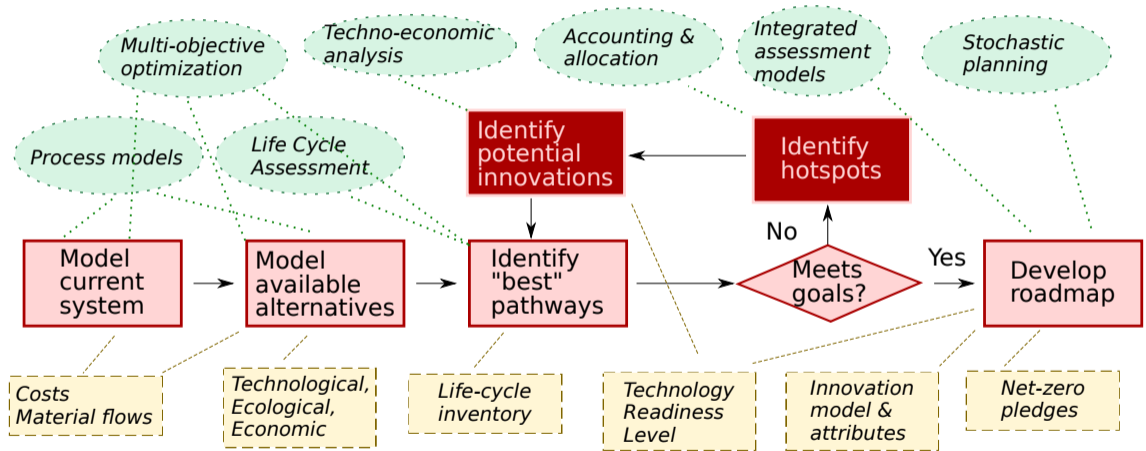 Multi-objective
optimization
Techno-economic
analysis
Accounting &
allocation
Integrated
assessment
models
Stochastic
planning
Process models
Life Cycle
Assessment
Identify
potential
innovations
Identify
hotspots
Model
current
system
Model
available
alternatives
Identify
"best"
pathways
No
Meets
goals?
Yes
Develop
roadmap
Costs
Material flows
Technological,
Ecological,
Economic
Life-cycle
inventory
Technology
Readiness
Level
Innovation
model &
attributes
Net-zero
pledges